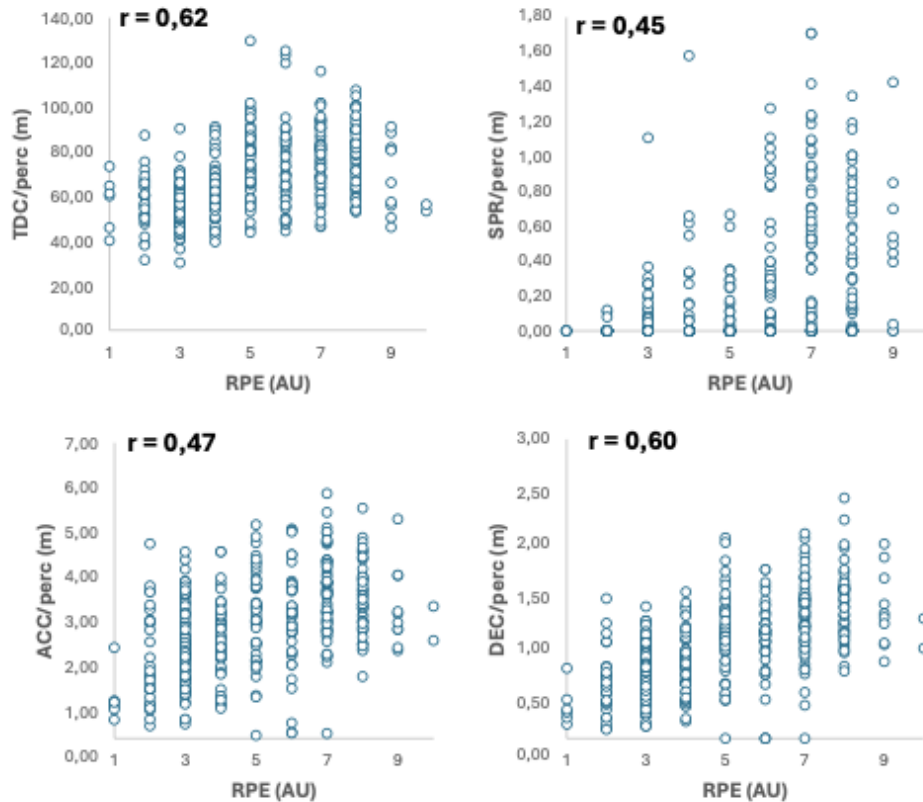 r = 0,62
TDC/perc (m)
140,00
120,00
100,00
80,00
60,00
40,00
20,00
0,00
1 3 5 7 9
RPE (AU)
r = 0,45
SPR/perc (m)
1,80
1,60
1,40
1,20
1,00
0,80
0,60
0,40
0,20
0,00
1 3 5 7 9
RPE (AU)
r = 0,47
ACC/perc (m)
7,00
6,00
5,00
4,00
3,00
2,00
1,00
0,00
1 3 5 7 9
RPE (AU)
r = 0,60
DEC/perc (m)
3,00
2,50
2,00
1,50
1,00
0,50
0,00
1 3 5 7 9
RPE (AU)